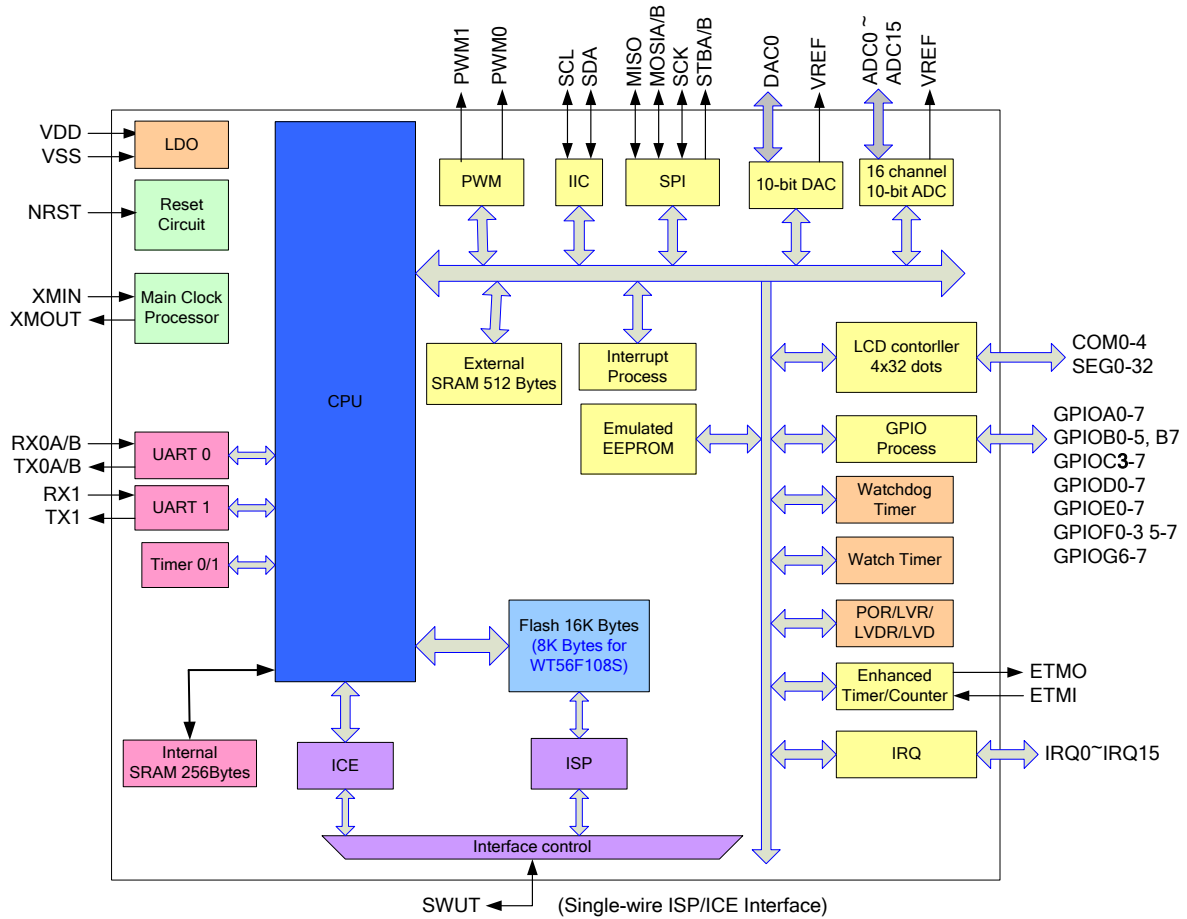 PWM1
PWM0
SCL
SDA
MISO
MOSIA/B
SCK
STBA/B
DAC0
VREF
ADC0 ~
ADC15
VREF
VDD
VSS
LDO
NRST
Reset
Circuit
XMIN
XMOUT
Main Clock
Processor
CPU
PWM
IIC
SPI
10-bit DAC
16 channel
10-bit ADC
External
SRAM 512 Bytes
Interrupt
Process
LCD contorller
4x32 dots
COM0-4
SEG0-32
Emulated
EEPROM
GPIO
Process
GPIOA0-7
GPIOB0-5, B7
GPIOC3-7
GPIOD0-7
GPIOE0-7
GPIOF0-3 5-7
GPIOG6-7
RX0A/B
TX0A/B
UART 0
RX1
TX1
UART 1
Timer 0/1
Watchdog
Timer
Watch Timer
Flash 16K Bytes
(8K Bytes for
WT56F108S)
POR/LVR/
LVDR/LVD
Enhanced
Timer/Counter
ETMO
ETMI
Internal
SRAM 256Bytes
ICE
ISP
IRQ
IRQ0~IRQ15
Interface control
SWUT
(Single-wire ISP/ICE Interface)